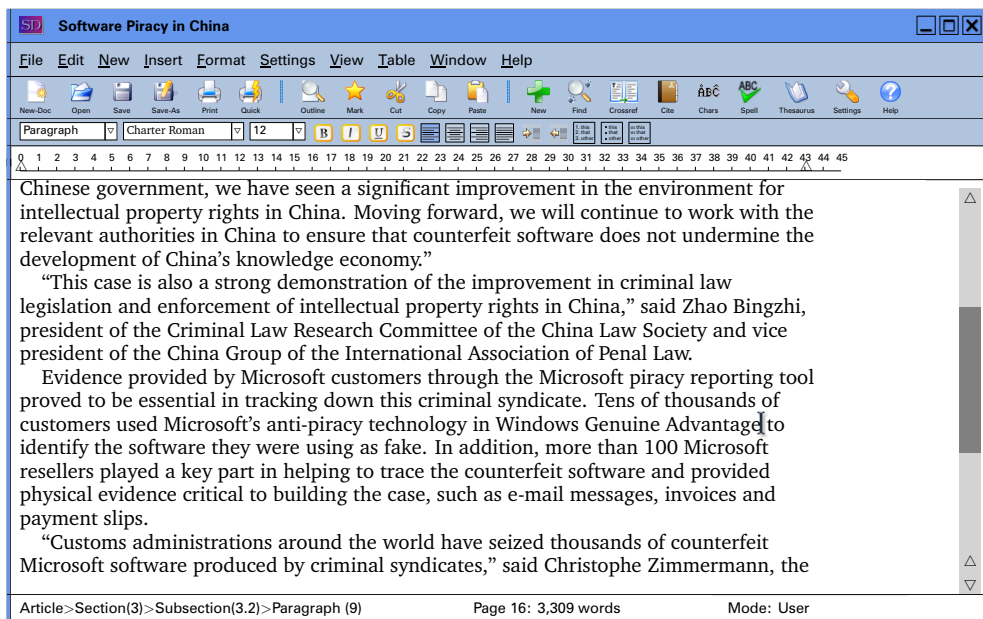 SD Software Piracy in China
File Edit New Insert Format Settings View Table Window Help
New-Doc Open Save Save-As Print Quick Outline Mark Cut Copy Paste New Find Crossref Cite ÂBĈ Chars ABC Spell Thesaurus Settings ? Help
Paragraph Charter Roman 12 B I U S 1. this 2. that 3. other • this • that • other a: this a: that a: other
0 1 2 3 4 5 6 7 8 9 10 11 12 13 14 15 16 17 18 19 20 21 22 23 24 25 26 27 28 29 30 31 32 33 34 35 36 37 38 39 40 41 42 43 44 45
Chinese government, we have seen a significant improvement in the environment for
intellectual property rights in China. Moving forward, we will continue to work with the
relevant authorities in China to ensure that counterfeit software does not undermine the
development of China’s knowledge economy.”
“This case is also a strong demonstration of the improvement in criminal law
legislation and enforcement of intellectual property rights in China,” said Zhao Bingzhi,
president of the Criminal Law Research Committee of the China Law Society and vice
president of the China Group of the International Association of Penal Law.
Evidence provided by Microsoft customers through the Microsoft piracy reporting tool
proved to be essential in tracking down this criminal syndicate. Tens of thousands of
customers used Microsoft’s anti-piracy technology in Windows Genuine Advantage to
identify the software they were using as fake. In addition, more than 100 Microsoft
resellers played a key part in helping to trace the counterfeit software and provided
physical evidence critical to building the case, such as e-mail messages, invoices and
payment slips.
“Customs administrations around the world have seized thousands of counterfeit
Microsoft software produced by criminal syndicates,” said Christophe Zimmermann, the
Article>Section(3)>Subsection(3.2)>Paragraph (9) Page 16: 3,309 words Mode: User